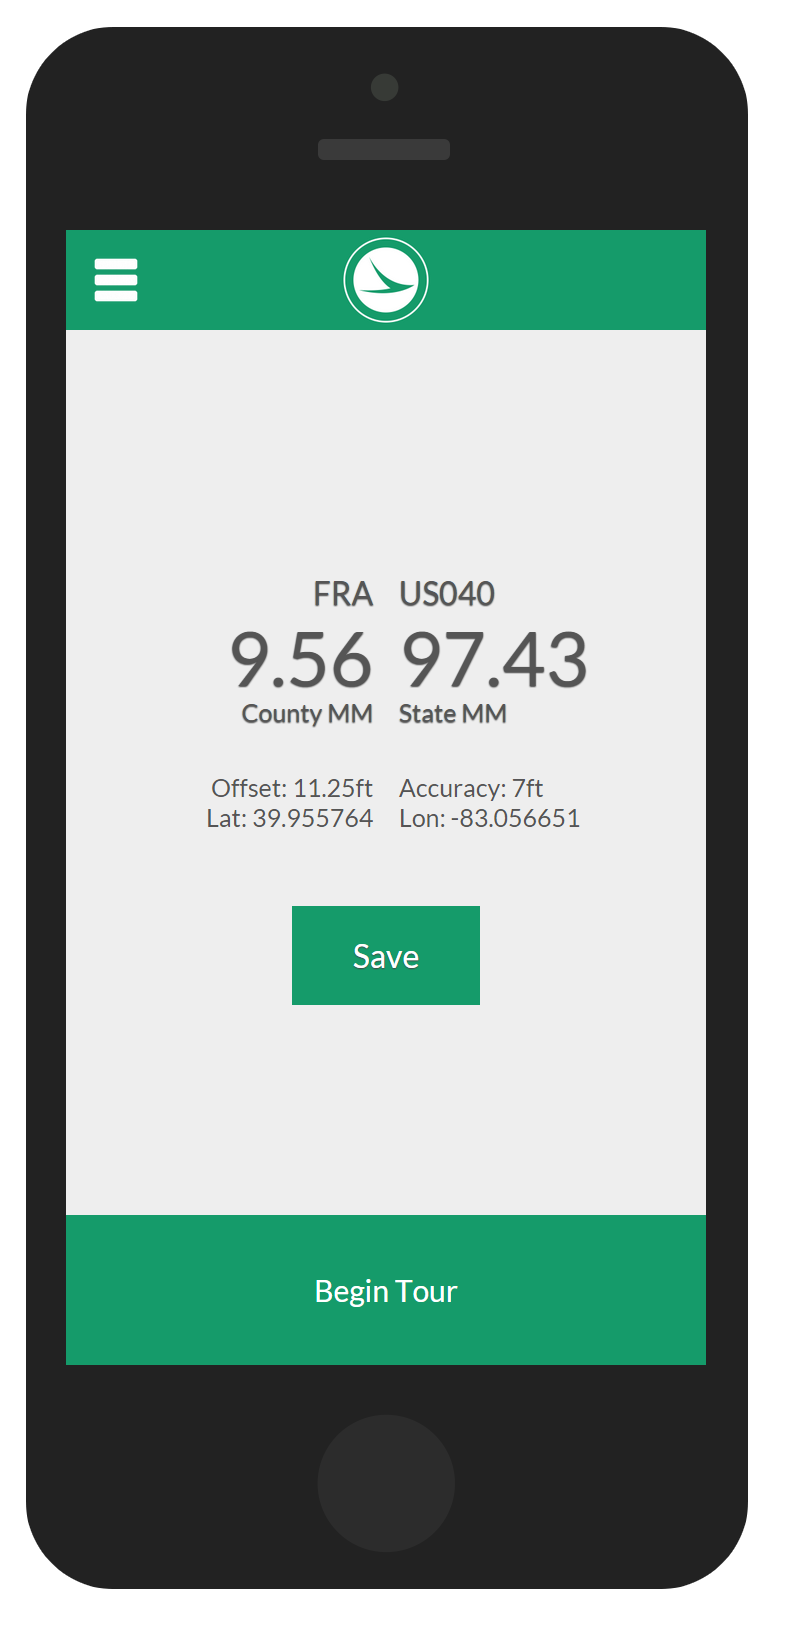 FRA US040
9.56 97.43
County MM State MM
Offset: 11.25ft Accuracy: 7ft
Lat: 39.955764 Lon: -83.056651
Save
Begin Tour